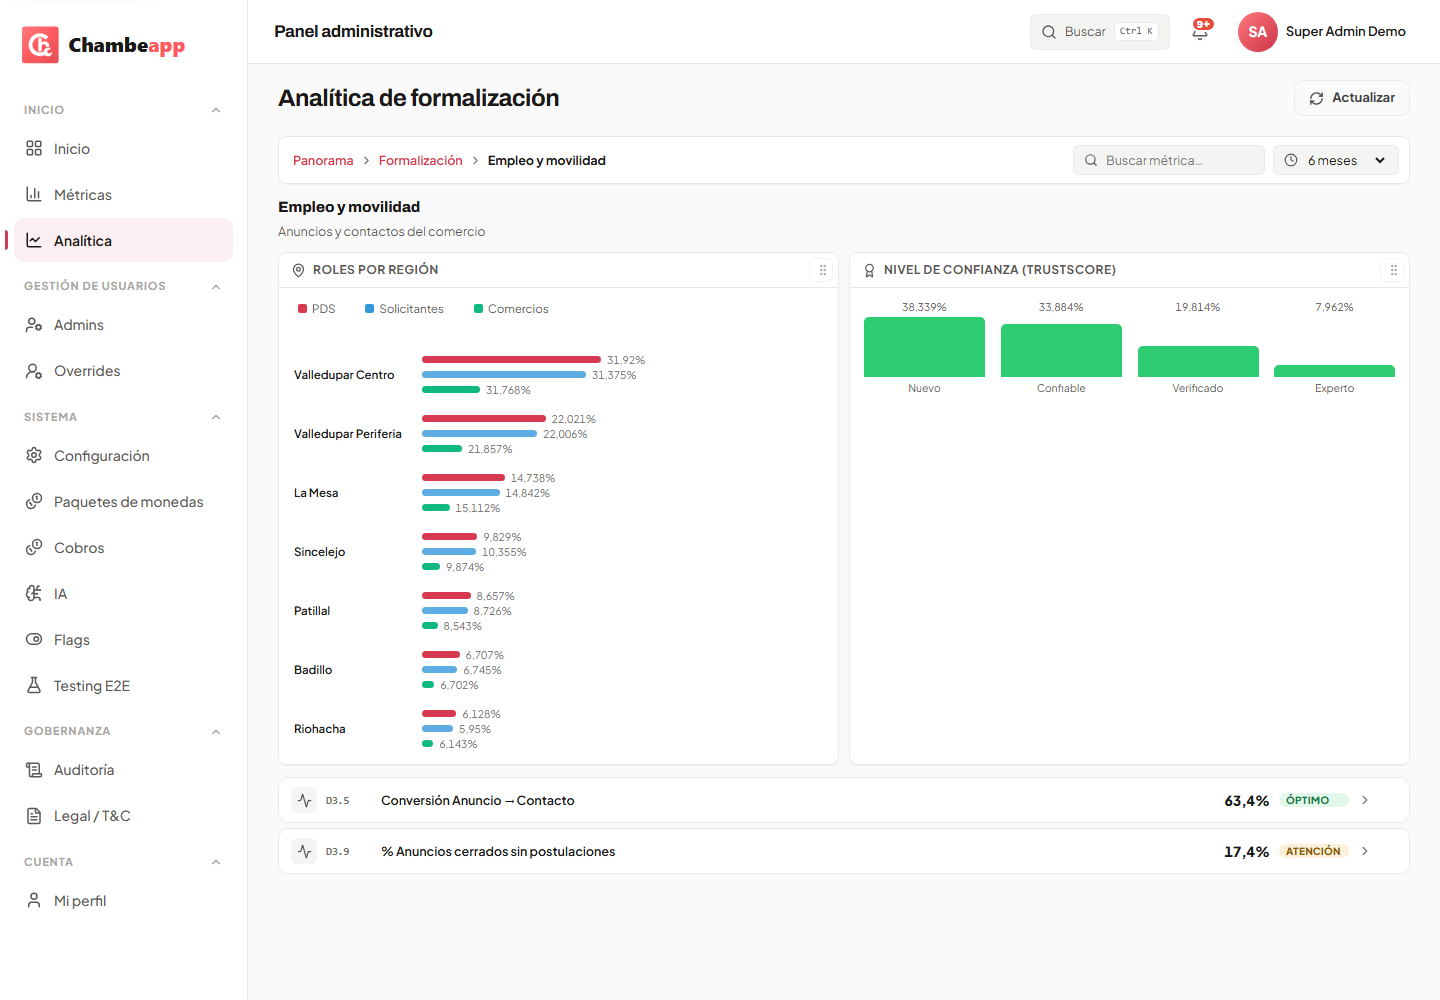 Chambeapp
INICIO
Inicio
Métricas
Analítica
GESTIÓN DE USUARIOS
Admins
Overrides
SISTEMA
Configuración
Paquetes de monedas
Cobros
IA
Flags
Testing E2E
GOBERNANZA
Auditoría
Legal / T&C
CUENTA
Mi perfil
Panel administrativo
Buscar Ctrl K
9+
SA Super Admin Demo
Analítica de formalización
Actualizar
Panorama > Formalización > Empleo y movilidad
Buscar métrica...
6 meses
Empleo y movilidad
Anuncios y contactos del comercio
ROLES POR REGIÓN
PDS Solicitantes Comercios
Valledupar Centro
31,92%
31,375%
31,768%
Valledupar Periferia
22,021%
22,006%
21,857%
La Mesa
14,738%
14,842%
15,112%
Sincelejo
9,829%
10,355%
9,874%
Patillal
8,657%
8,726%
8,543%
Badillo
6,707%
6,745%
6,702%
Riohacha
6,128%
5,95%
6,143%
NIVEL DE CONFIANZA (TRUSTSCORE)
38,339% 33,884% 19,814% 7,962%
Nuevo Confiable Verificado Experto
D3.5 Conversión Anuncio → Contacto 63,4% ÓPTIMO
D3.9 % Anuncios cerrados sin postulaciones 17,4% ATENCIÓN